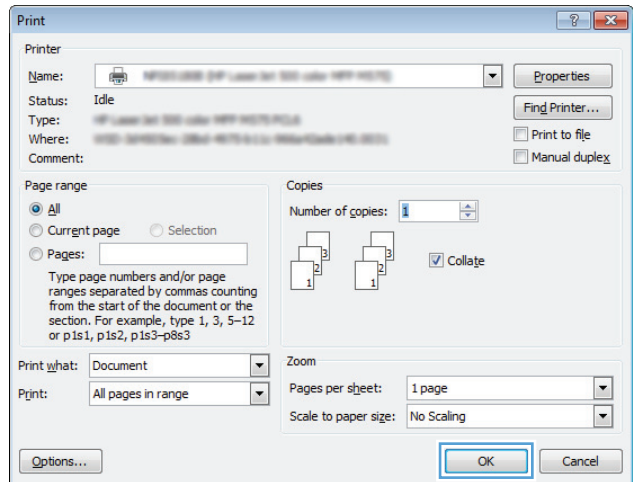 Print
Printer
Name:
Properties
Status: Idle
Find Printer...
Type:
Where:
Print to file
Comment:
Manual duplex
Page range
All
Current page Selection
Pages:
Type page numbers and/or page
ranges separated by commas counting
from the start of the document or the
section. For example, type 1, 3, 5–12
or p1s1, p1s2, p1s3–p8s3
Copies
Number of copies: 1
3 3
2 2
1 1
Collate
Print what: Document
Print: All pages in range
Zoom
Pages per sheet: 1 page
Scale to paper size: No Scaling
Options...
OK Cancel